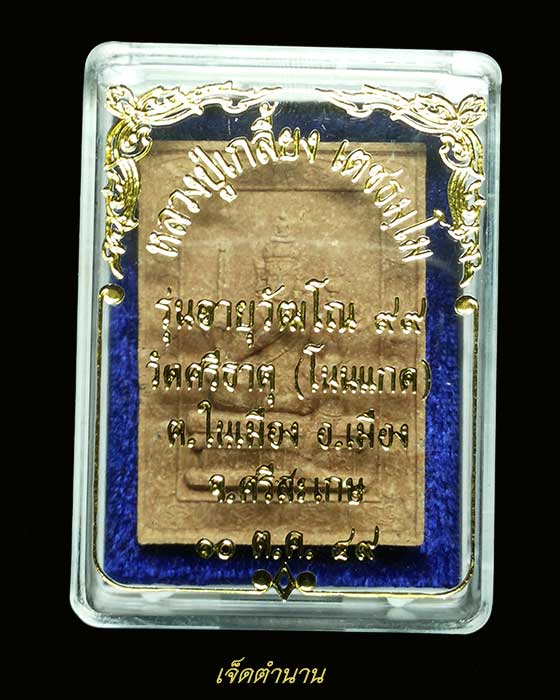 หลวงปู่เกลี้ยง เตชธมฺโม
รุ่นอายุวัฒโณ ๙๙
วัดศรีธาตุ (โนนแกด)
ต.ในเมือง อ.เมือง
จ.ศรีสะเกษ
๑๐ ต.ค. ๔๙
เจ็ดตำนาน